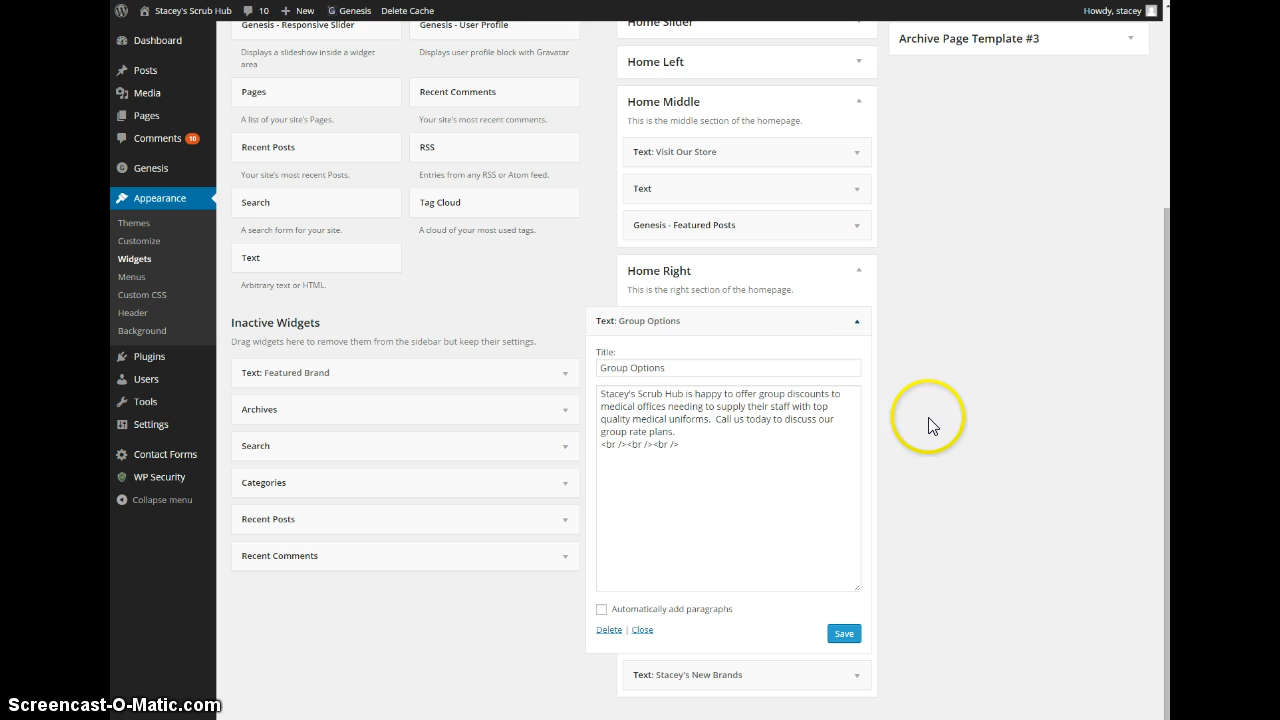 Stacey's Scrub Hub
10
New
Genesis
Delete Cache
Howdy, stacey
Dashboard
Posts
Media
Pages
Comments 10
Genesis
Appearance
Themes
Customize
Widgets
Menus
Custom CSS
Header
Background
Plugins
Users
Tools
Settings
Contact Forms
WP Security
Collapse menu
Genesis - Responsive Slider
Displays a slideshow inside a widget
area
Genesis - User Profile
Displays user profile block with Gravatar
Pages
A list of your site's Pages.
Recent Comments
Your site's most recent comments.
Recent Posts
Your site's most recent Posts.
RSS
Entries from any RSS or Atom feed.
Search
A search form for your site.
Tag Cloud
A cloud of your most used tags.
Text
Arbitrary text or HTML.
Inactive Widgets
Drag widgets here to remove them from the sidebar but keep their settings.
Text: Featured Brand
Archives
Search
Categories
Recent Posts
Recent Comments
Home Slider
Home Left
Home Middle
This is the middle section of the homepage.
Text: Visit Our Store
Text
Genesis - Featured Posts
Home Right
This is the right section of the homepage.
Text: Group Options
Title:
Group Options
Stacey's Scrub Hub is happy to offer group discounts to
medical offices needing to supply their staff with top
quality medical uniforms.  Call us today to discuss our
group rate plans.
<br /><br /><br />
Automatically add paragraphs
Delete | Close
Save
Text: Stacey's New Brands
Archive Page Template #3
Screencast-O-Matic.com